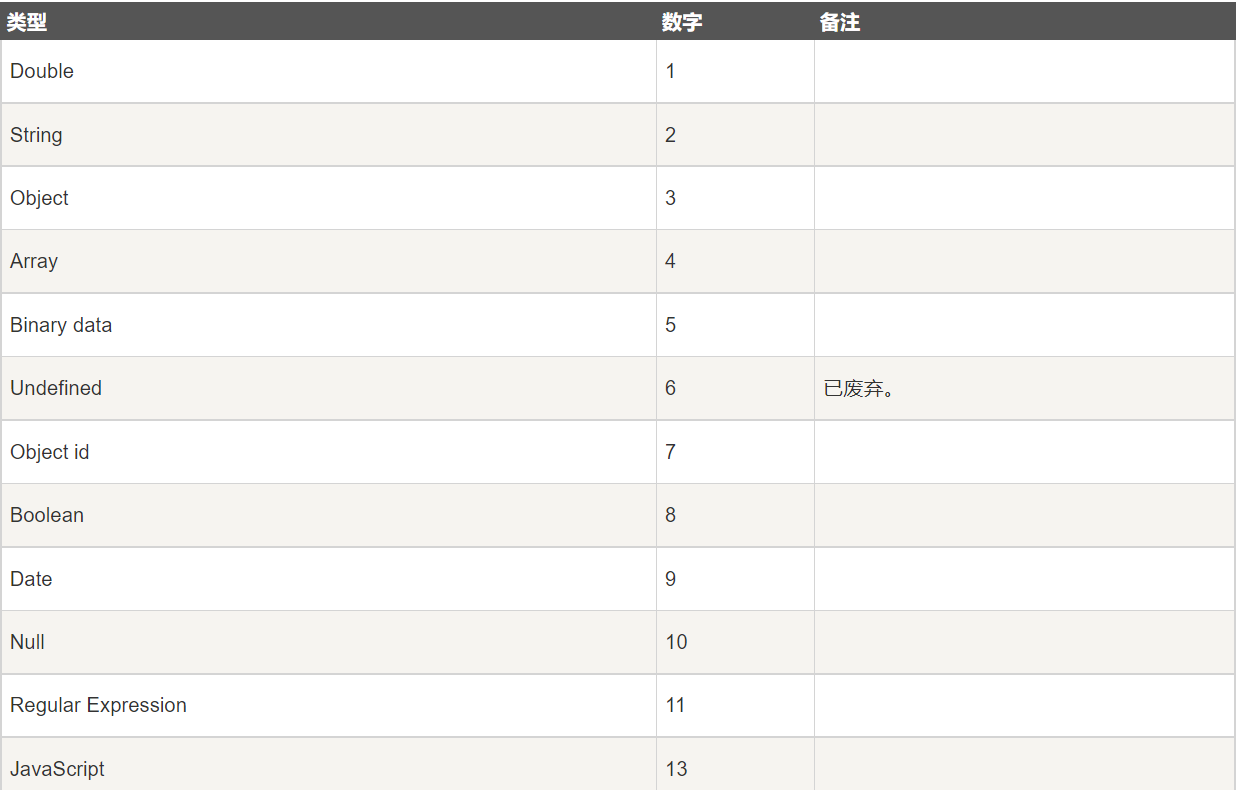 类型 数字 备注
Double 1
String 2
Object 3
Array 4
Binary data 5
Undefined 6 已废弃。
Object id 7
Boolean 8
Date 9
Null 10
Regular Expression 11
JavaScript 13